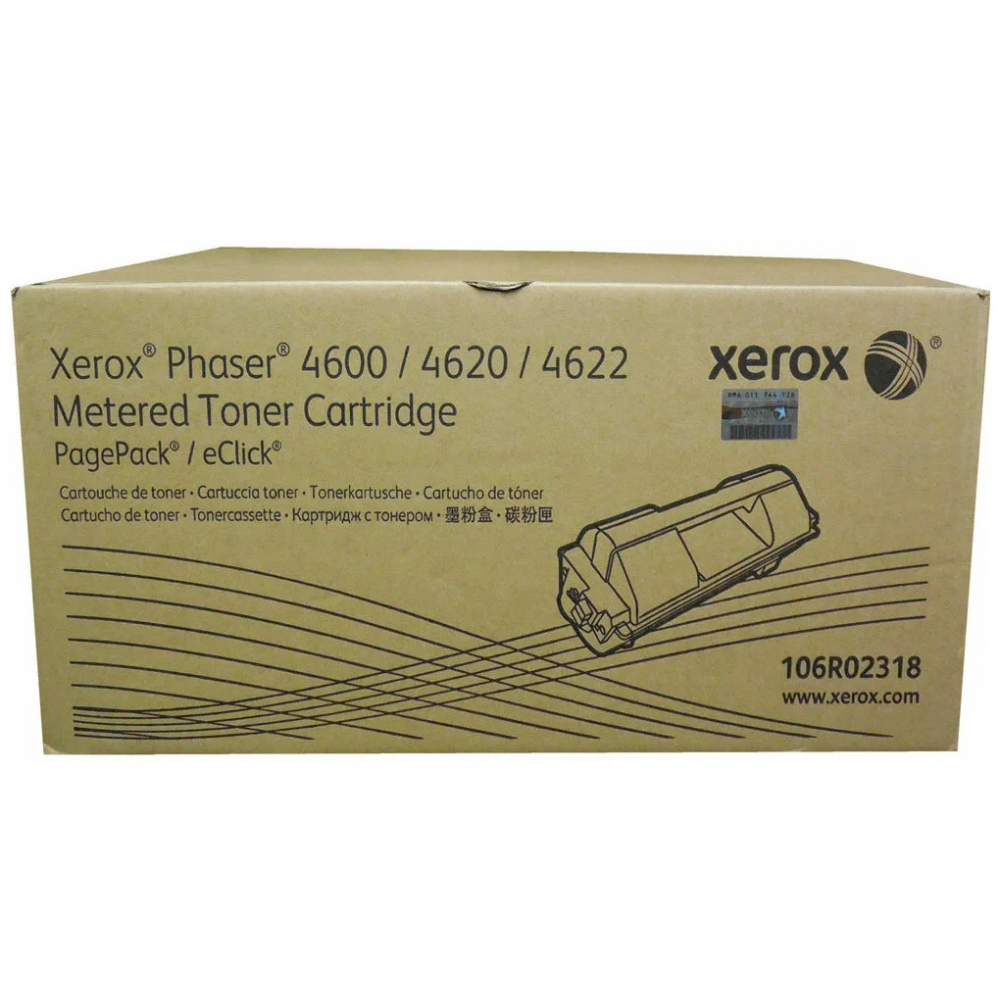 Xerox® Phaser® 4600 / 4620 / 4622
Metered Toner Cartridge
PagePack® / eClick®
Cartouche de toner · Cartuccia toner · Tonerkartusche · Cartucho de tóner
Cartucho de toner · Tonercassette · Картридж с тонером · 墨粉盒 · 碳粉匣
xerox ®
106R02318
www.xerox.com